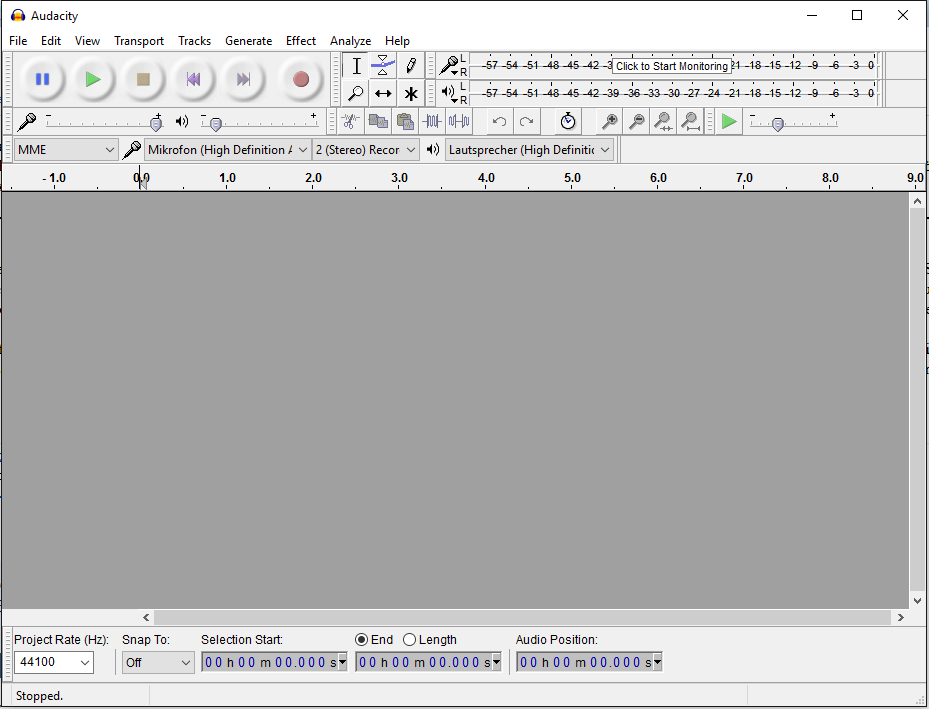 Audacity
File Edit View Transport Tracks Generate Effect Analyze Help
L
R
-57 -54 -51 -48 -45 -42 -3 Click to Start Monitoring 21 -18 -15 -12 -9 -6 -3 0
L
R
-57 -54 -51 -48 -45 -42 -39 -36 -33 -30 -27 -24 -21 -18 -15 -12 -9 -6 -3 0
- + - + - +
MME Mikrofon (High Definition A 2 (Stereo) Recor Lautsprecher (High Definitic
- 1.0 0.0 1.0 2.0 3.0 4.0 5.0 6.0 7.0 8.0 9.0
Project Rate (Hz): Snap To: Selection Start: End Length Audio Position:
44100 Off 00 h 00 m 00.000 s 00 h 00 m 00.000 s 00 h 00 m 00.000 s
Stopped.